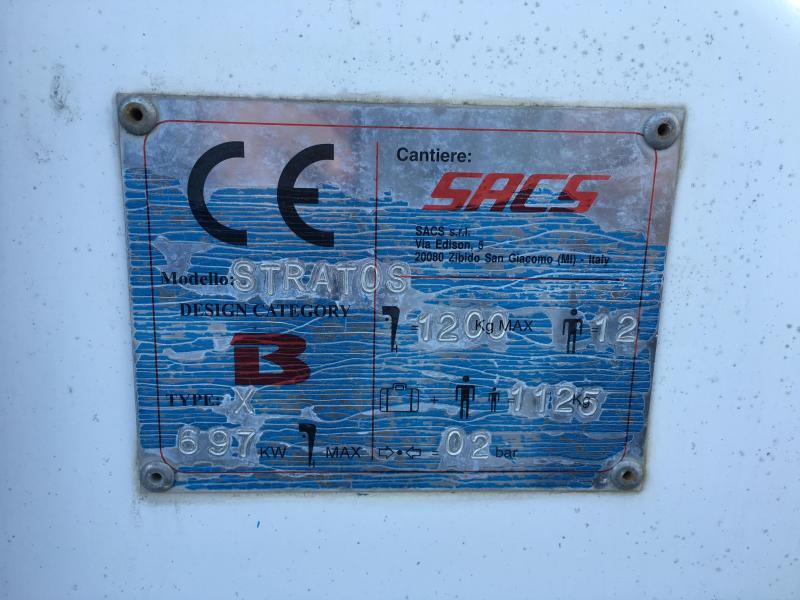 CE
Cantiere:
SACS
SACS s.r.l.
Via Edison, 5
20080 Zibido San Giacomo (MI) - Italy
Modello: STRATOS
DESIGN CATEGORY
B
TYPE: X
697 KW MAX
=1200 Kg MAX 12
+ =1125 Kg
= 02 bar